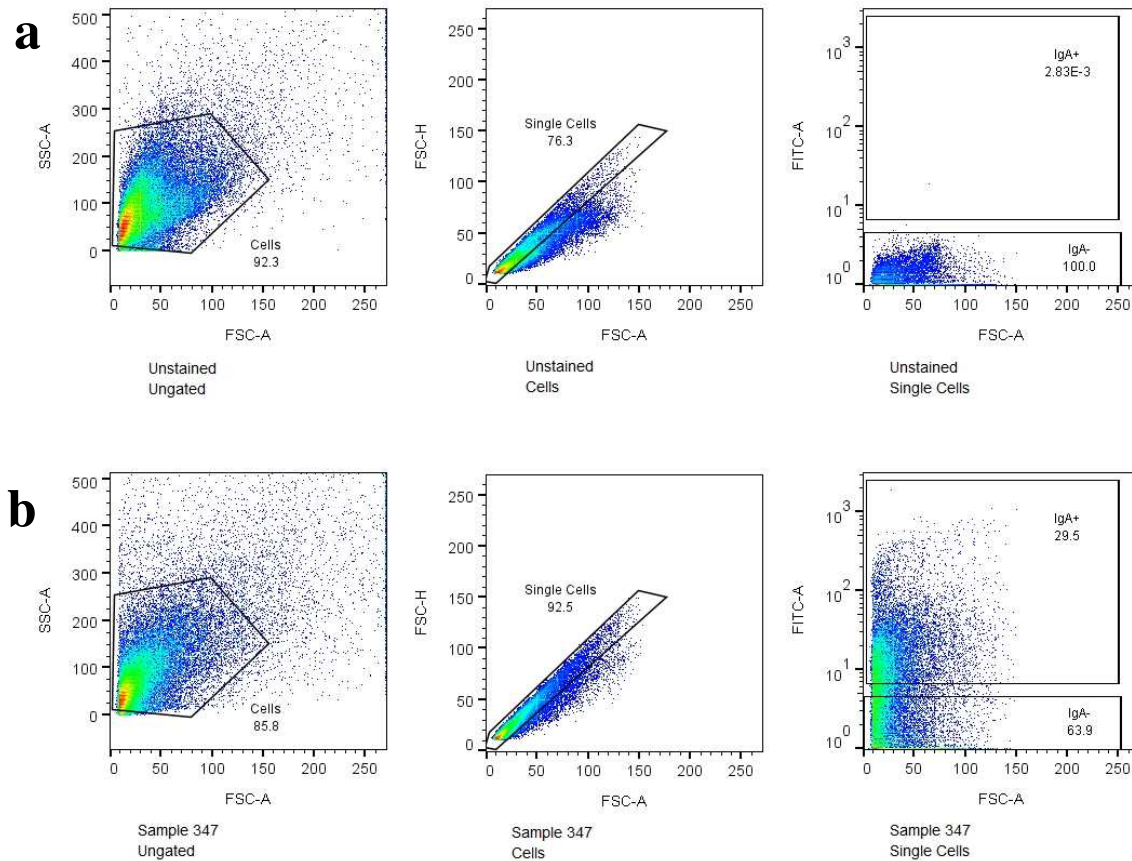 a
500
400
300
200
100
0
SSC-A
Cells
92.3
0 50 100 150 200 250
FSC-A
Unstained
Ungated
250
200
150
100
50
0
FSC-H
Single Cells
76.3
0 50 100 150 200 250
FSC-A
Unstained
Cells
10^3
10^2
10^1
10^0
FITC-A
IgA+
2.83E-3
IgA-
100.0
0 50 100 150 200 250
FSC-A
Unstained
Single Cells
b
500
400
300
200
100
0
SSC-A
Cells
85.8
0 50 100 150 200 250
FSC-A
Sample 347
Ungated
250
200
150
100
50
0
FSC-H
Single Cells
92.5
0 50 100 150 200 250
FSC-A
Sample 347
Cells
10^3
10^2
10^1
10^0
FITC-A
IgA+
29.5
IgA-
63.9
0 50 100 150 200 250
FSC-A
Sample 347
Single Cells